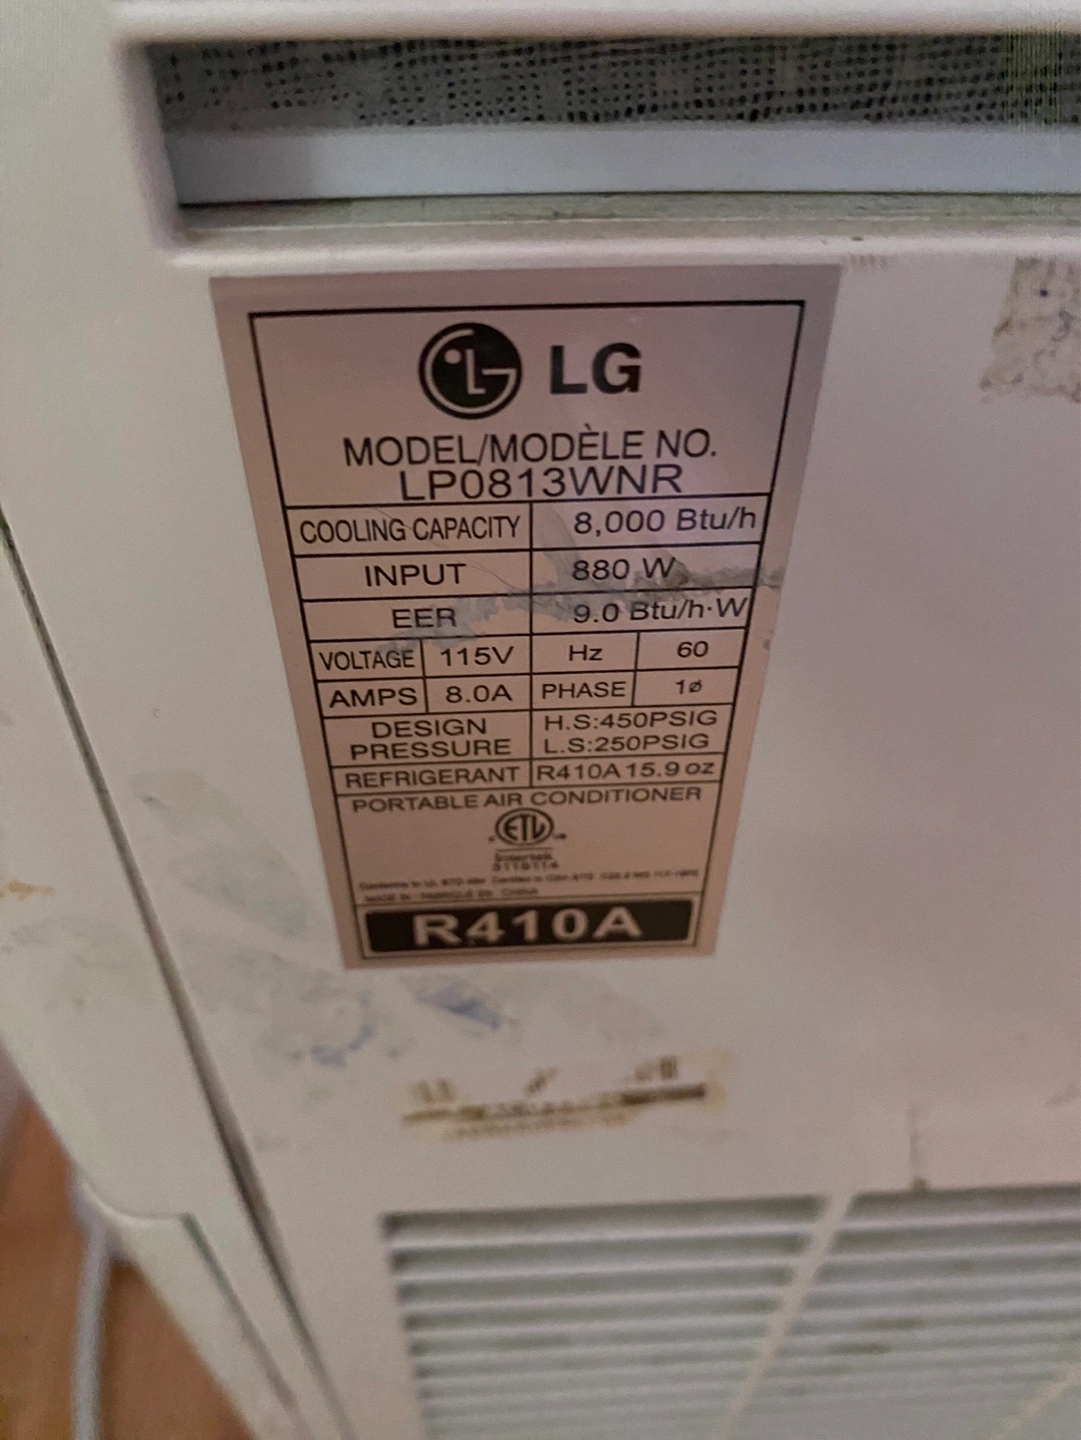 LG
MODEL/MODÈLE NO.
LP0813WNR
COOLING CAPACITY 8,000 Btu/h
INPUT 880 W
EER 9.0 Btu/h·W
VOLTAGE 115V Hz 60
AMPS 8.0A PHASE 1ø
DESIGN PRESSURE H.S:450PSIG
L.S:250PSIG
REFRIGERANT R410A 15.9 oz
PORTABLE AIR CONDITIONER
ETL
Intertek
R410A